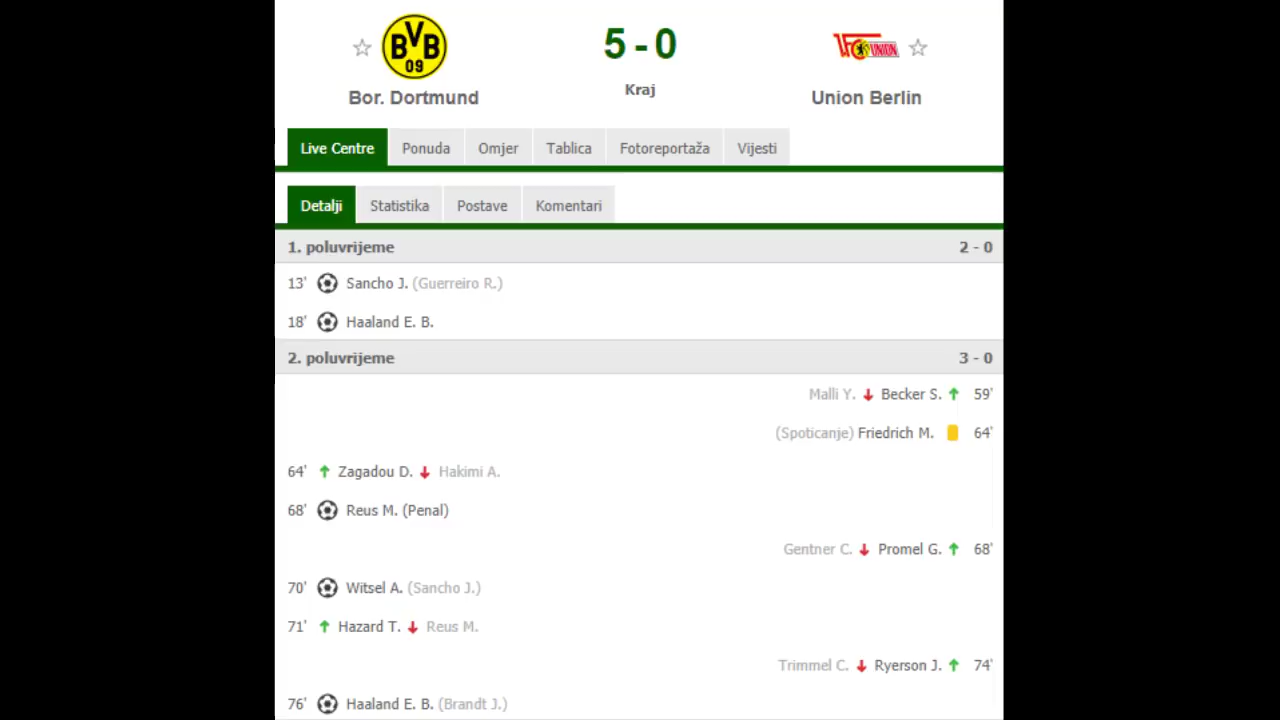 BVB
09
5 - 0
FC UNION
Kraj
Bor. Dortmund
Union Berlin
Live Centre Ponuda Omjer Tablica Fotoreportaža Vijesti
Detalji Statistika Postave Komentari
1. poluvrijeme 2 - 0
13' Sancho J. (Guerreiro R.)
18' Haaland E. B.
2. poluvrijeme 3 - 0
Malli Y. Becker S. 59'
(Spoticanje) Friedrich M. 64'
64' Zagadou D. Hakimi A.
68' Reus M. (Penal)
Gentner C. Promel G. 68'
70' Witsel A. (Sancho J.)
71' Hazard T. Reus M.
Trimmel C. Ryerson J. 74'
76' Haaland E. B. (Brandt J.)